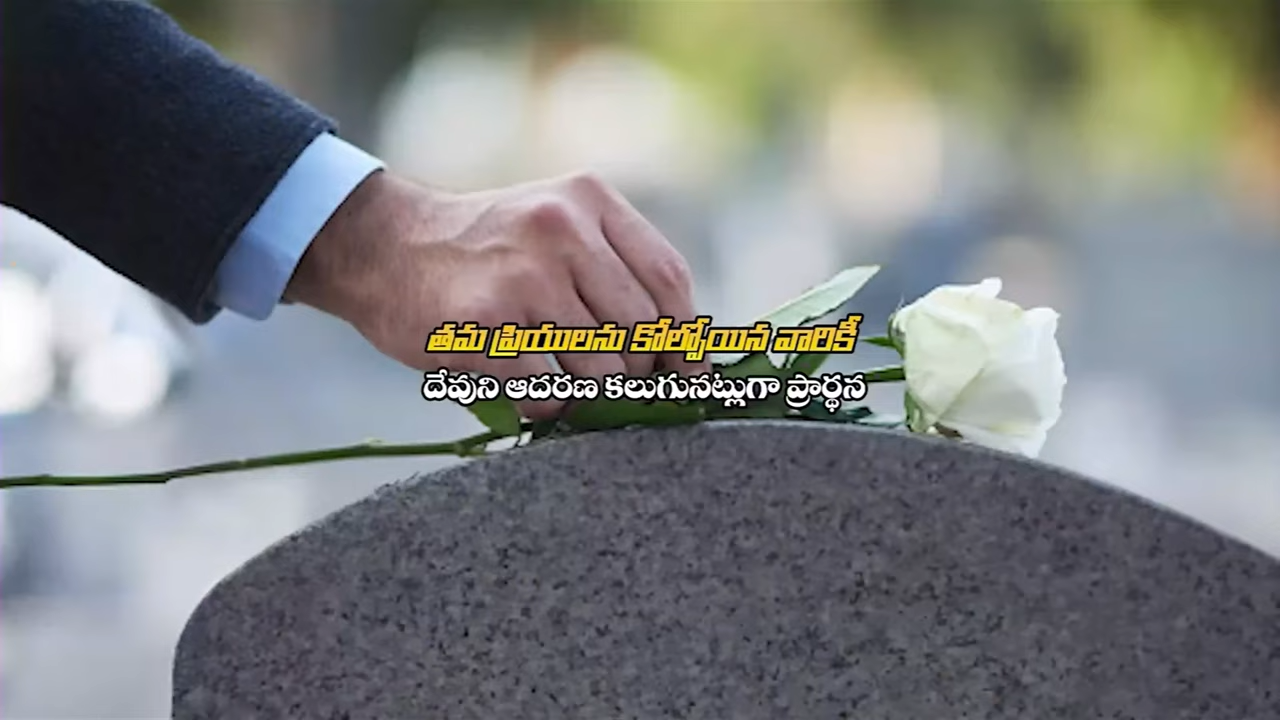 తమ ప్రియులను కోల్పోయిన వారికీ
దేవుని ఆదరణ కలుగునట్లుగా ప్రార్థన